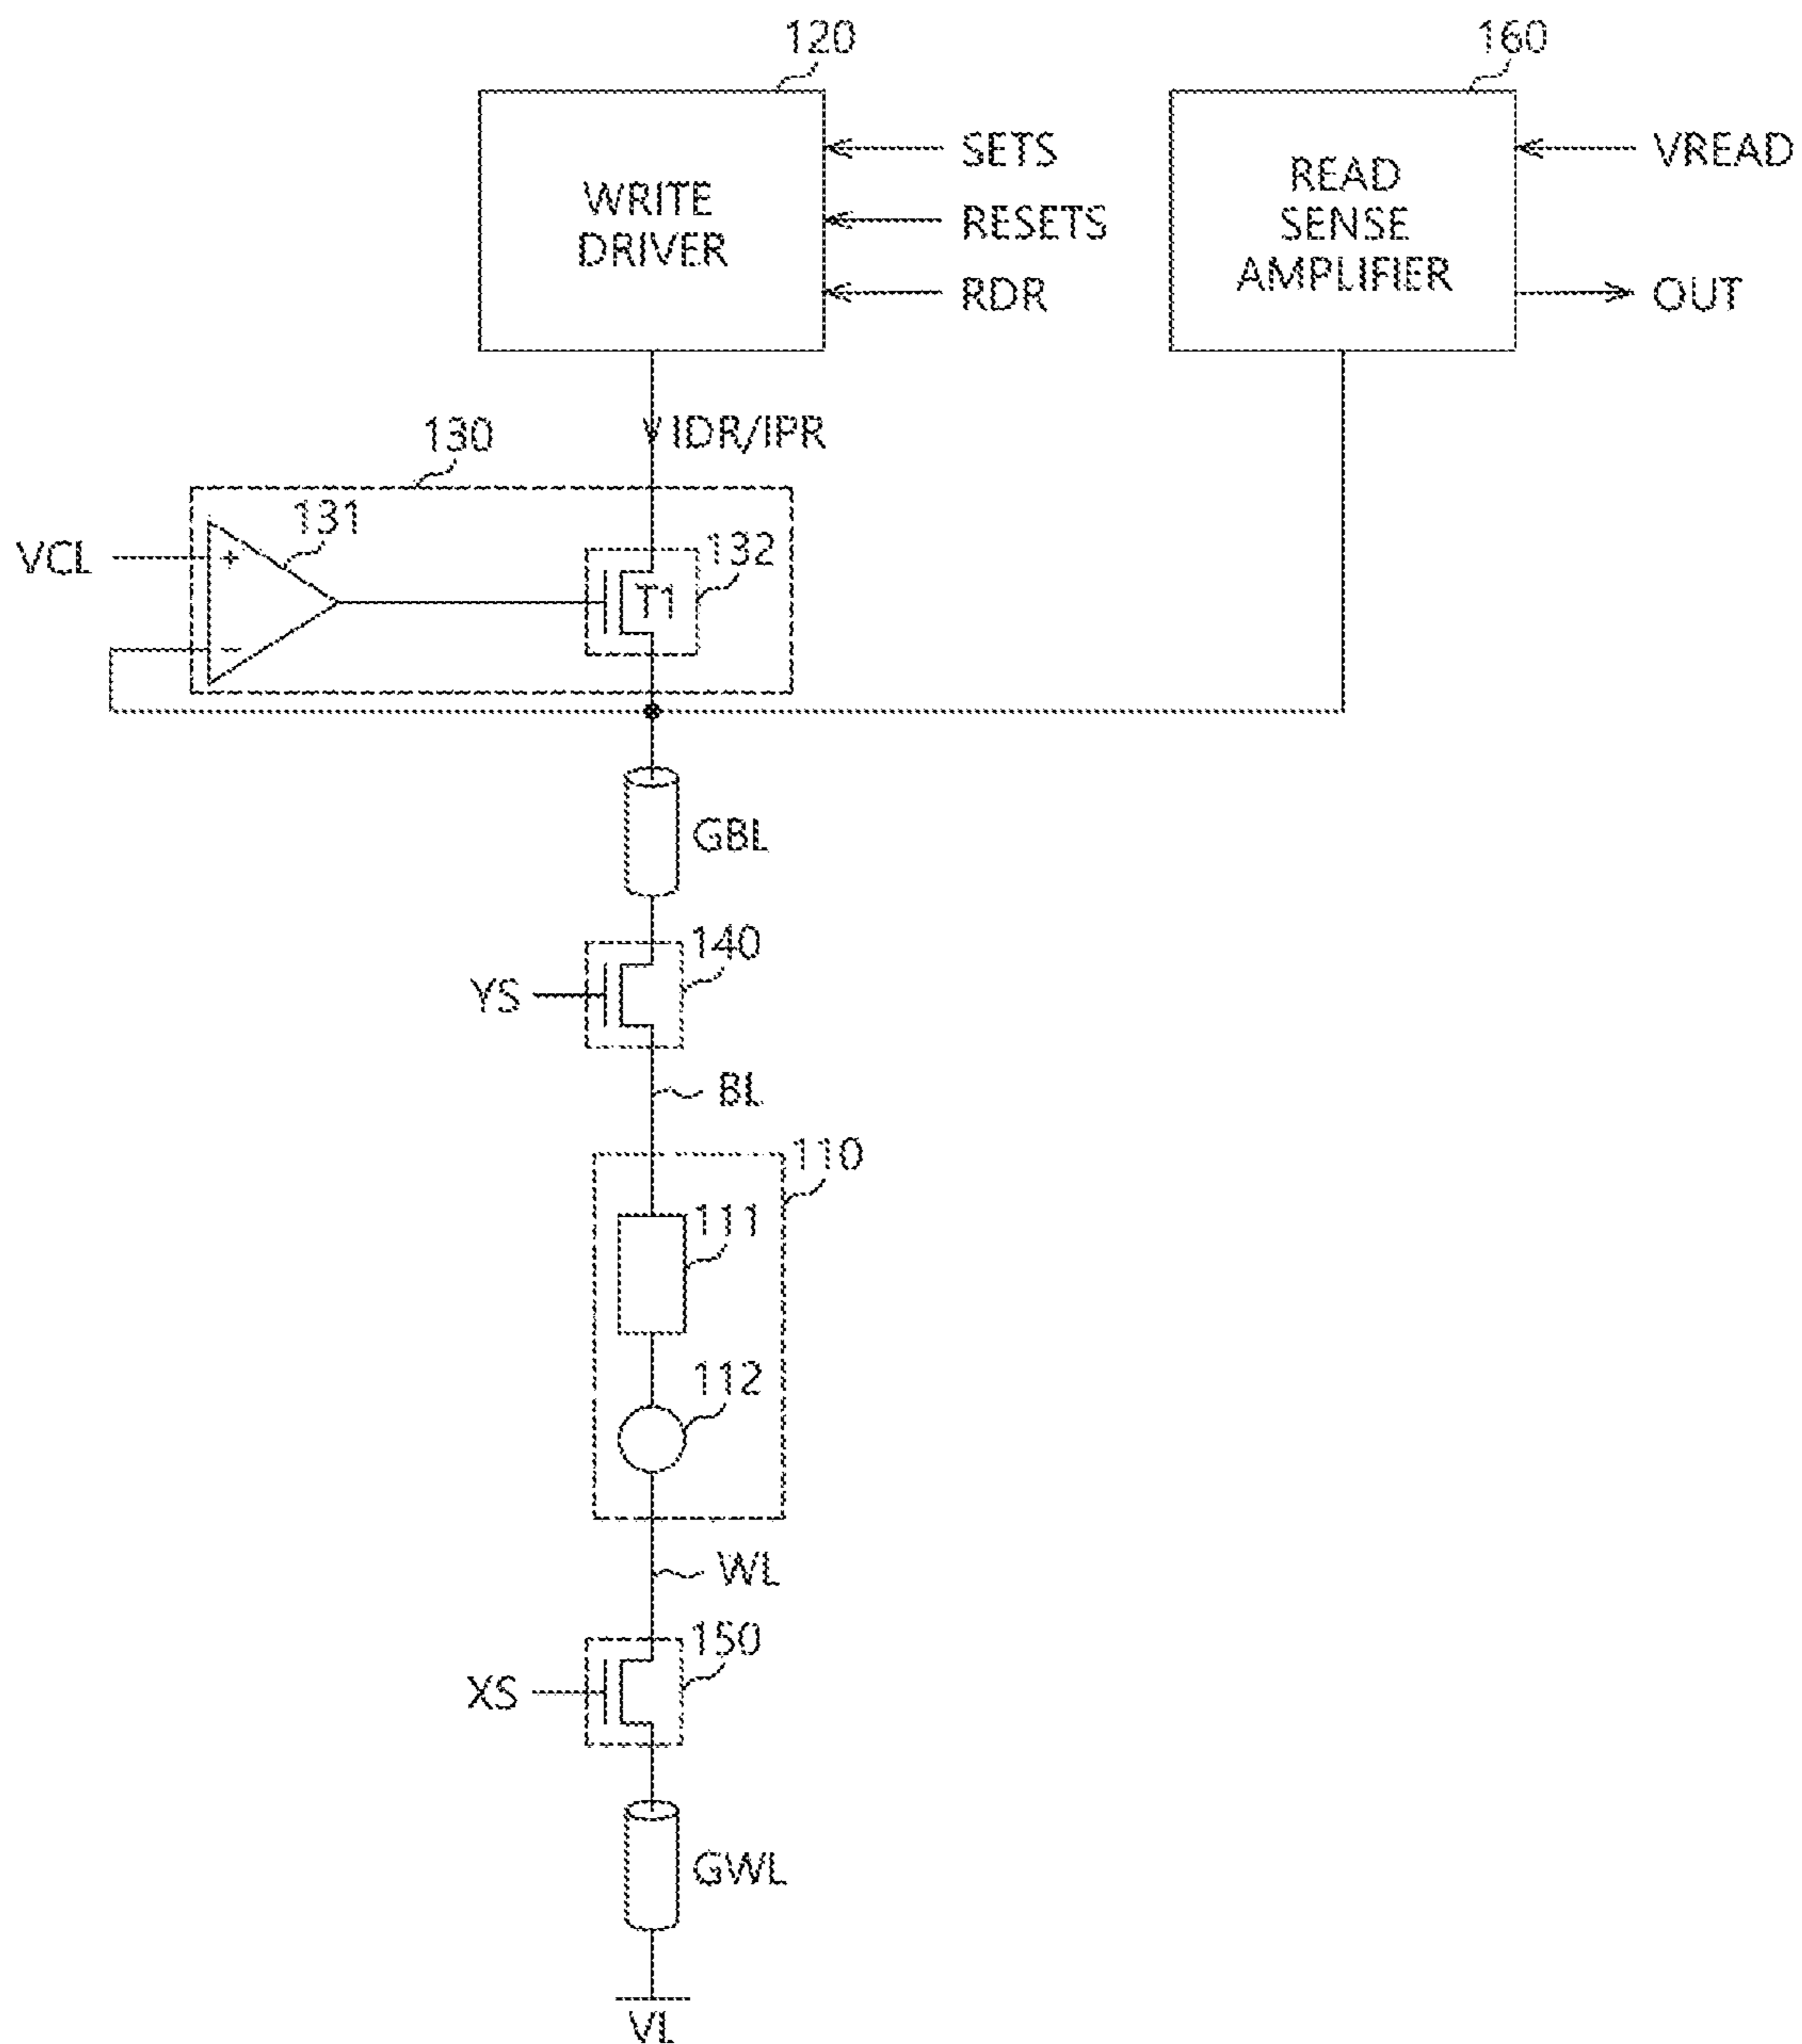 120
160
WRITE
DRIVER
SETS
RESETS
RDR
READ
SENSE
AMPLIFIER
VREAD
OUT
IDR/IPR
130
131
VCL
+
-
132
T1
GBL
140
YS
BL
110
111
112
WL
150
XS
GWL
VL